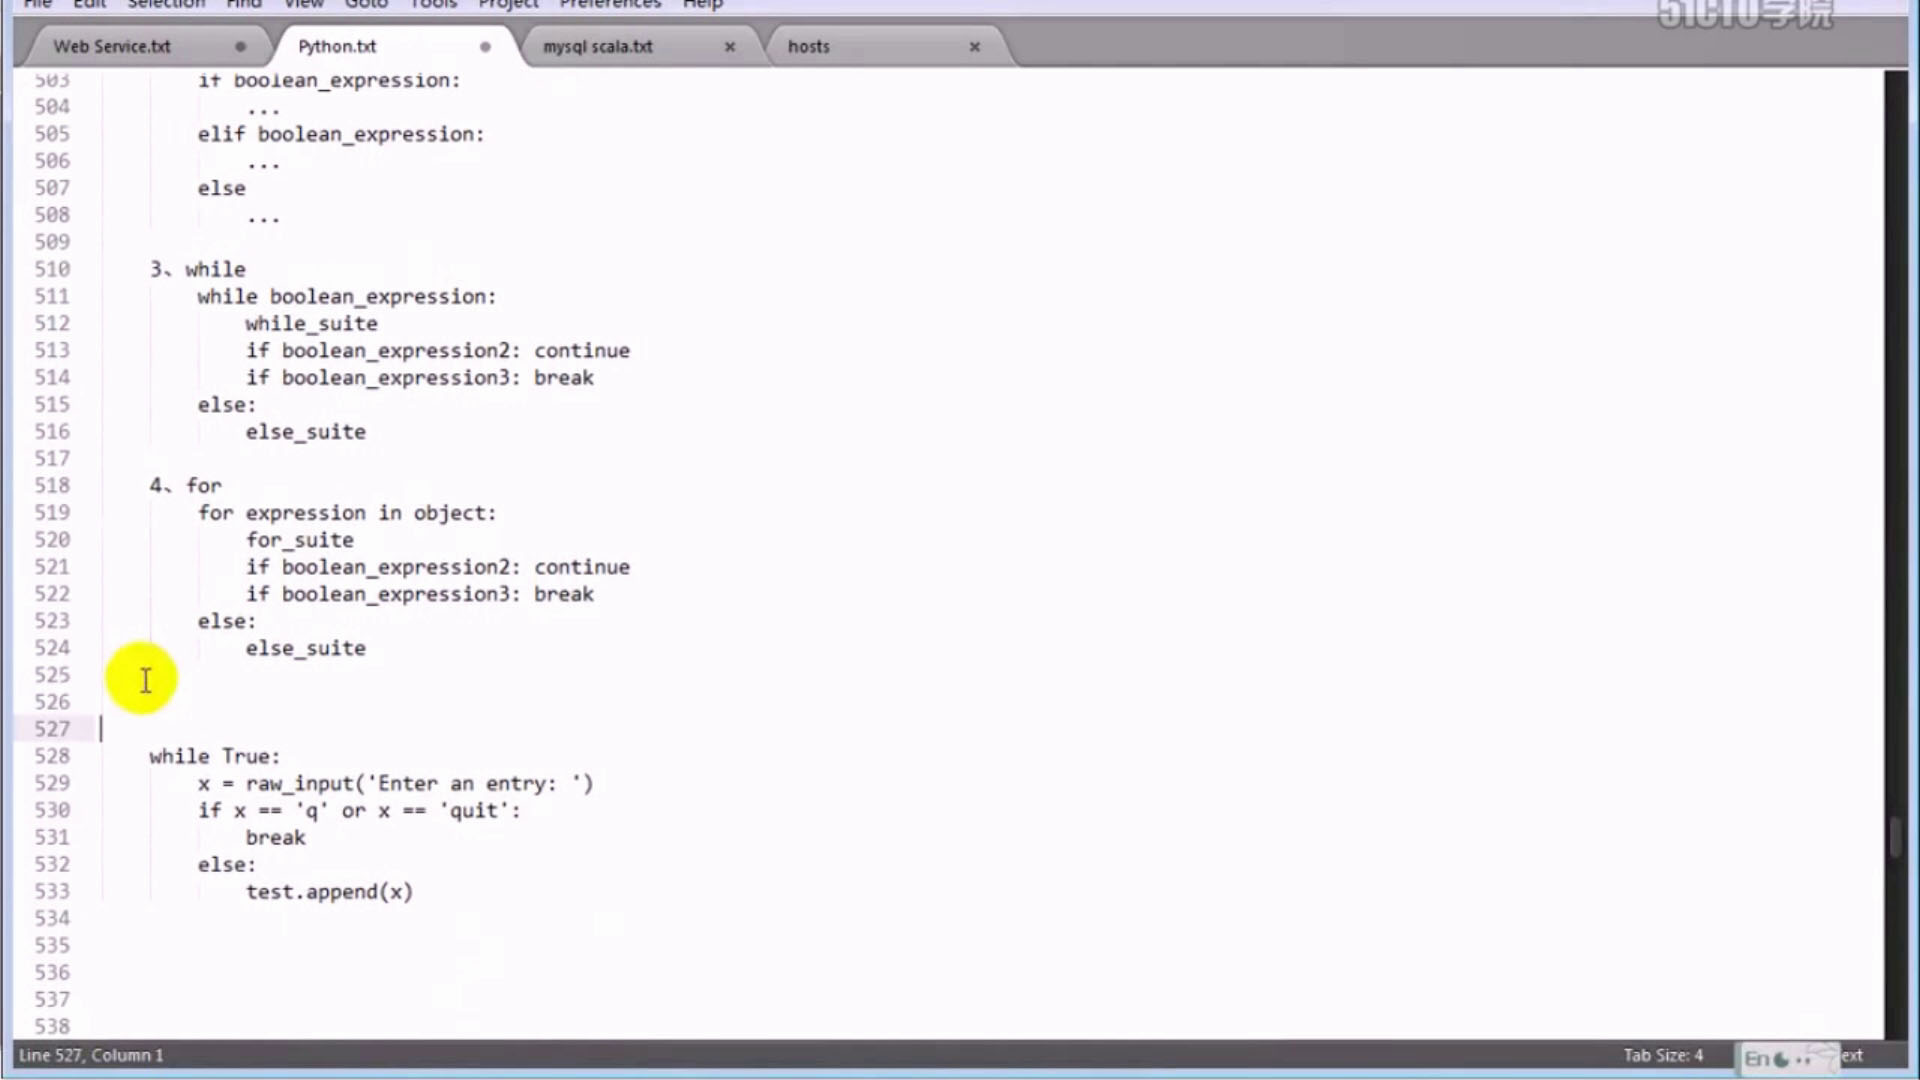 File Edit Selection Find View Goto Tools Project Preferences Help
51CTO学院
Web Service.txt
Python.txt
mysql scala.txt
hosts
503 if boolean_expression:
504 ...
505 elif boolean_expression:
506 ...
507 else
508 ...
509
510 3、while
511 while boolean_expression:
512 while_suite
513 if boolean_expression2: continue
514 if boolean_expression3: break
515 else:
516 else_suite
517
518 4、for
519 for expression in object:
520 for_suite
521 if boolean_expression2: continue
522 if boolean_expression3: break
523 else:
524 else_suite
525
526
527
528 while True:
529 x = raw_input('Enter an entry: ')
530 if x == 'q' or x == 'quit':
531 break
532 else:
533 test.append(x)
534
535
536
537
538
Line 527, Column 1
Tab Size: 4
En
ext